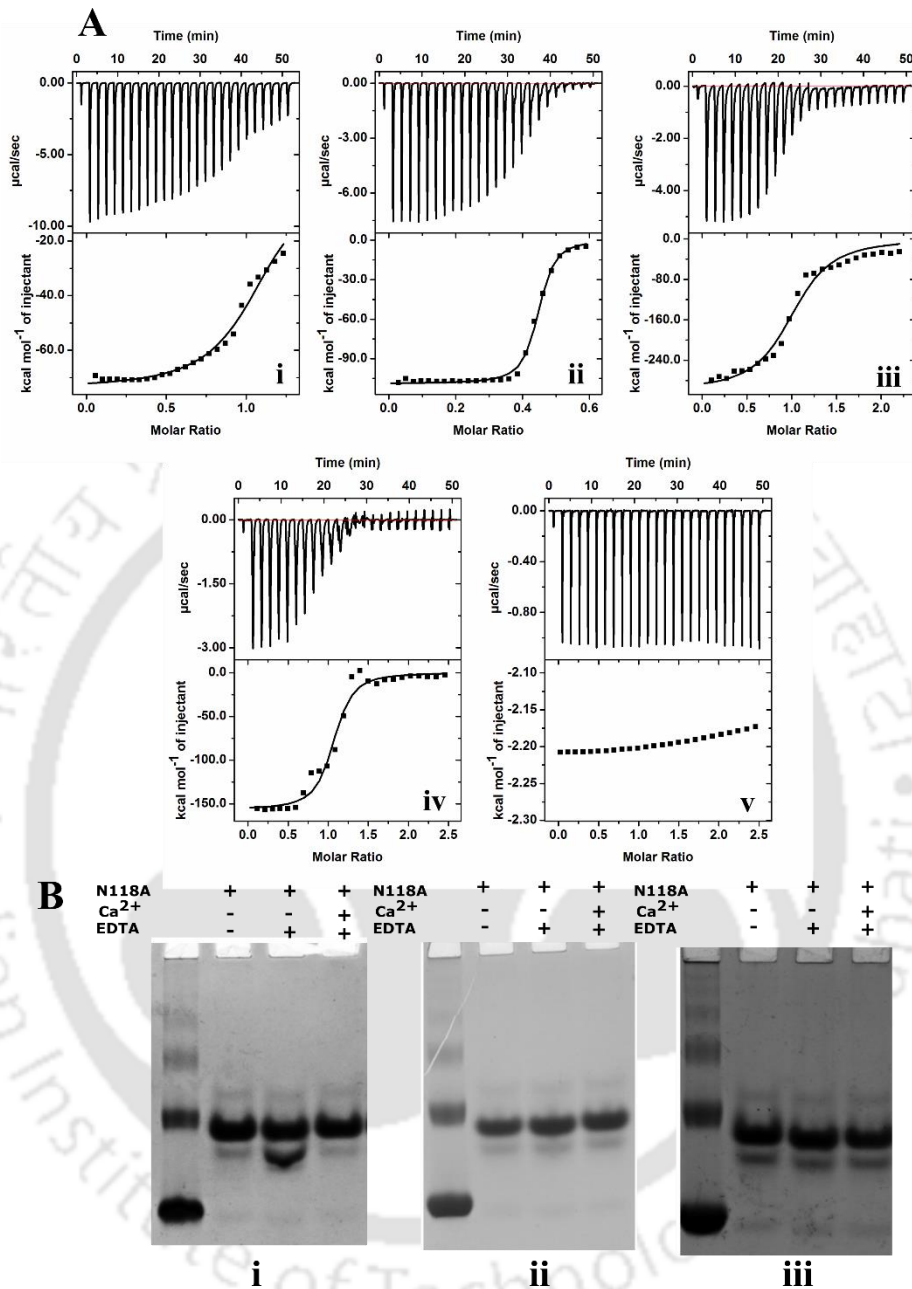 A
Time (min)
0 10 20 30 40 50
0.00
-5.00
-10.00
µcal/sec
-20.0
-40.0
-60.0
kcal mol⁻¹ of injectant
i
0.0 0.5 1.0
Molar Ratio
Time (min)
0 10 20 30 40 50 60
0.00
-3.00
-6.00
µcal/sec
0.0
-30.0
-60.0
-90.0
kcal mol⁻¹ of injectant
ii
0.0 0.2 0.4 0.6
Molar Ratio
Time (min)
0 10 20 30 40 50
0.00
-2.00
-4.00
µcal/sec
0.0
-80.0
-160.0
-240.0
kcal mol⁻¹ of injectant
iii
0.0 0.5 1.0 1.5 2.0
Molar Ratio
Time (min)
0 10 20 30 40 50
0.00
-1.50
-3.00
µcal/sec
0.0
-50.0
-100.0
-150.0
kcal mol⁻¹ of injectant
iv
0.0 0.5 1.0 1.5 2.0 2.5
Molar Ratio
Time (min)
0 10 20 30 40 50
0.00
-0.40
-0.80
µcal/sec
-2.10
-2.15
-2.20
-2.25
-2.30
kcal mol⁻¹ of injectant
v
0.0 0.5 1.0 1.5 2.0 2.5
Molar Ratio
B
N118A + + +
Ca²⁺ - - +
EDTA - + +
i
N118A + + +
Ca²⁺ - - +
EDTA - + +
ii
N118A + + +
Ca²⁺ - - +
EDTA - + +
iii
Institute of Technolo